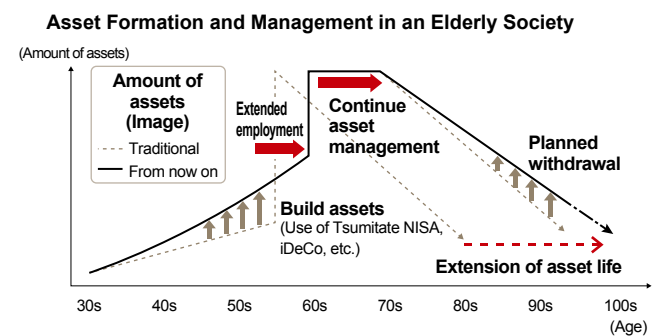 Asset Formation and Management in an Elderly Society
(Amount of assets)
Amount of
assets
(Image)
Traditional
From now on
Extended
employment
Continue
asset
management
Planned
withdrawal
Build assets
(Use of Tsumitate NISA,
iDeCo, etc.)
Extension of asset life
30s 40s 50s 60s 70s 80s 90s 100s
(Age)